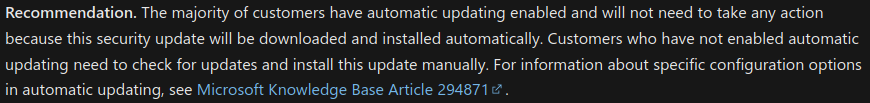 Recommendation. The majority of customers have automatic updating enabled and will not need to take any action
because this security update will be downloaded and installed automatically. Customers who have not enabled automatic
updating need to check for updates and install this update manually. For information about specific configuration options
in automatic updating, see Microsoft Knowledge Base Article 294871 .